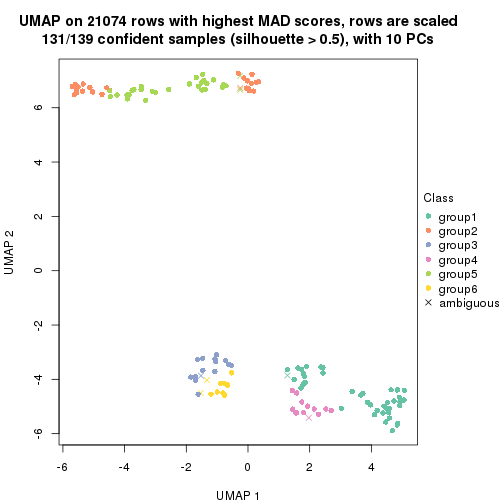 UMAP on 21074 rows with highest MAD scores, rows are scaled
131/139 confident samples (silhouette > 0.5), with 10 PCs
UMAP 2
6
4
2
0
-2
-4
-6
-6
-4
-2
0
2
4
UMAP 1
Class
group1
group2
group3
group4
group5
group6
ambiguous